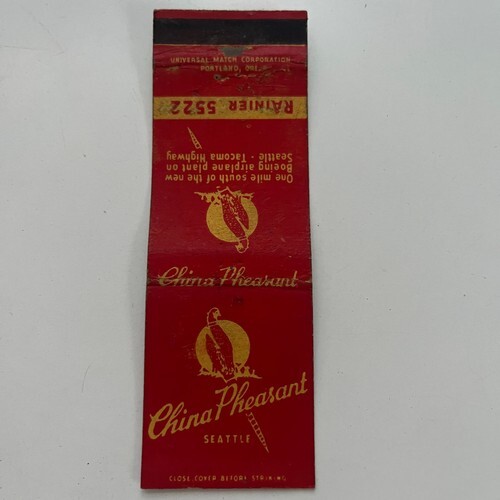 UNIVERSAL MATCH CORPORATION
PORTLAND, ORE.
RAINIER 5522
One mile south of the new
Boeing airplane plant on
Seattle - Tacoma Highway
China Pheasant
China Pheasant
SEATTLE
CLOSE COVER BEFORE STRIKING